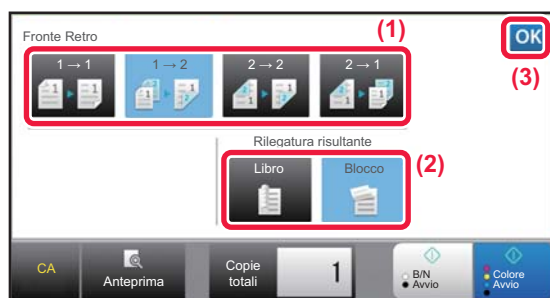 Fronte Retro
(1)
OK
(3)
1 → 1
1 → 2
2 → 2
2 → 1
Rilegatura risultante
Libro
Blocco
(2)
CA
Anteprima
Copie
totali
1
B/N
Avvio
Colore
Avvio